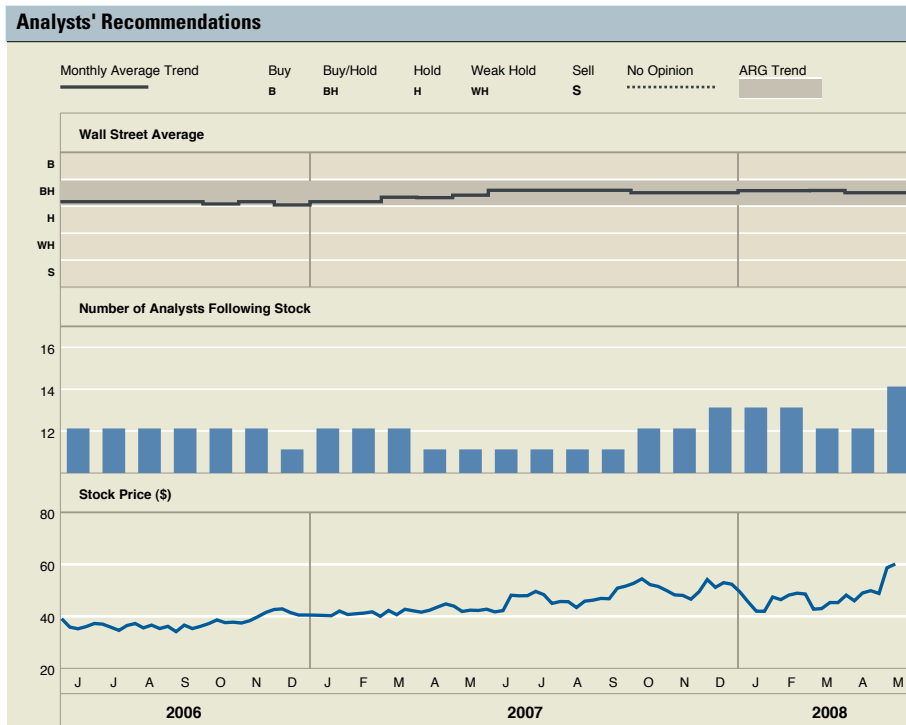 Analysts' Recommendations
Monthly Average Trend Buy Buy/Hold Hold Weak Hold Sell No Opinion ARG Trend
B BH H WH S
Wall Street Average
B
BH
H
WH
S
Number of Analysts Following Stock
16
14
12
Stock Price ($)
80
60
40
20
J J A S O N D J F M A M J J A S O N D J F M A M
2006 2007 2008